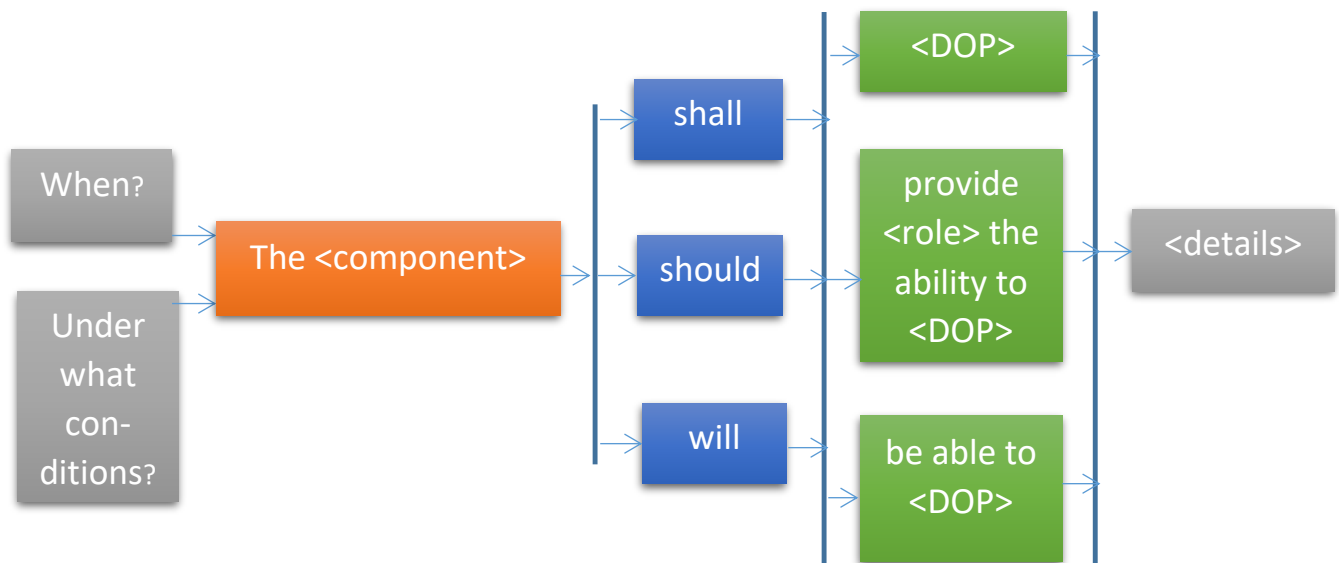 When?
Under
what
con-
ditions?
The <component>
shall
should
will
<DOP>
provide
<role> the
ability to
<DOP>
be able to
<DOP>
<details>